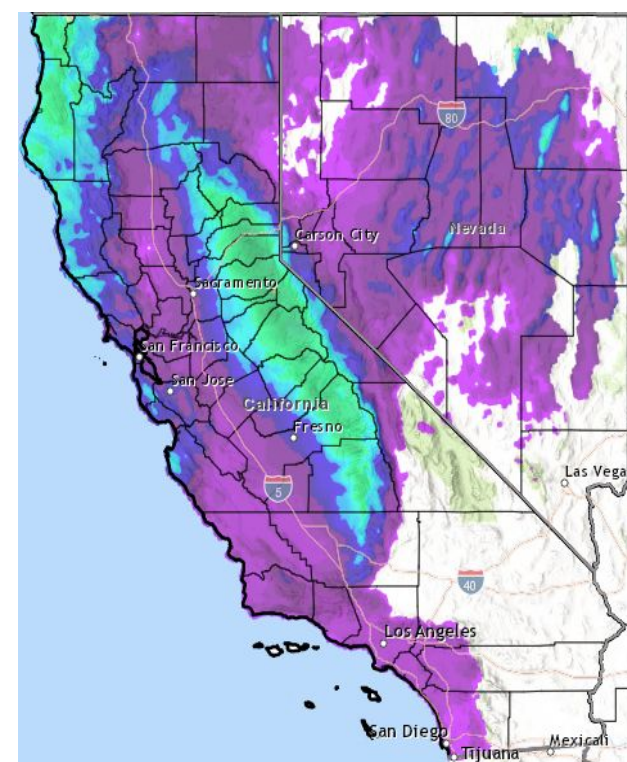 80
Nevada
Carson City
Sacramento
San Francisco
San Jose
California
Fresno
5
Las Vega
40
Los Angeles
San Diego
Mexicali
Tijuana